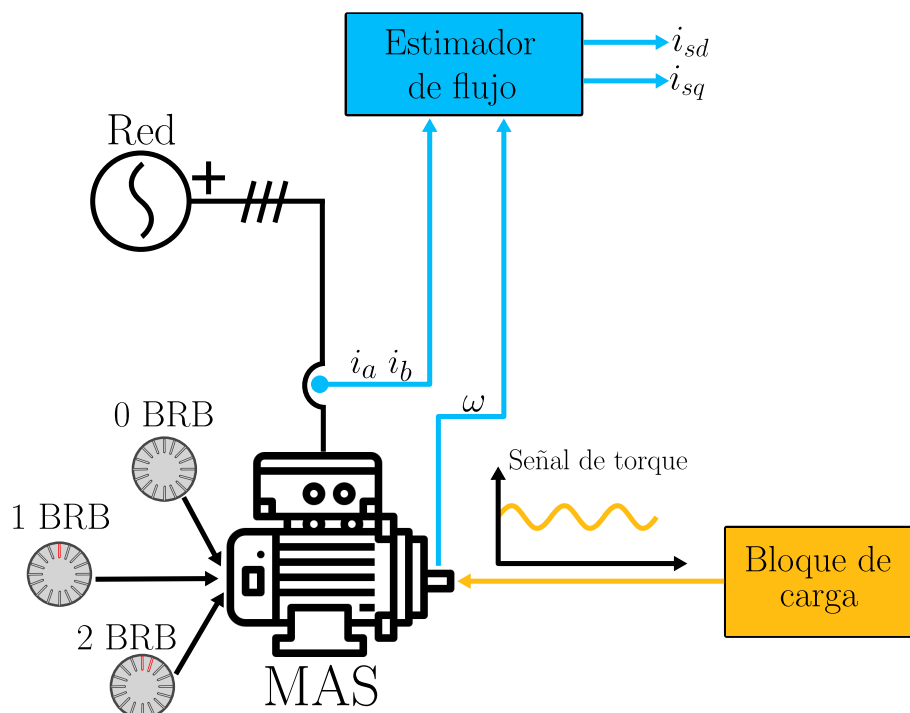 Estimador
de flujo
i_sd
i_sq
Red
+
i_a i_b
ω
0 BRB
Señal de torque
1 BRB
Bloque de
carga
2 BRB
MAS